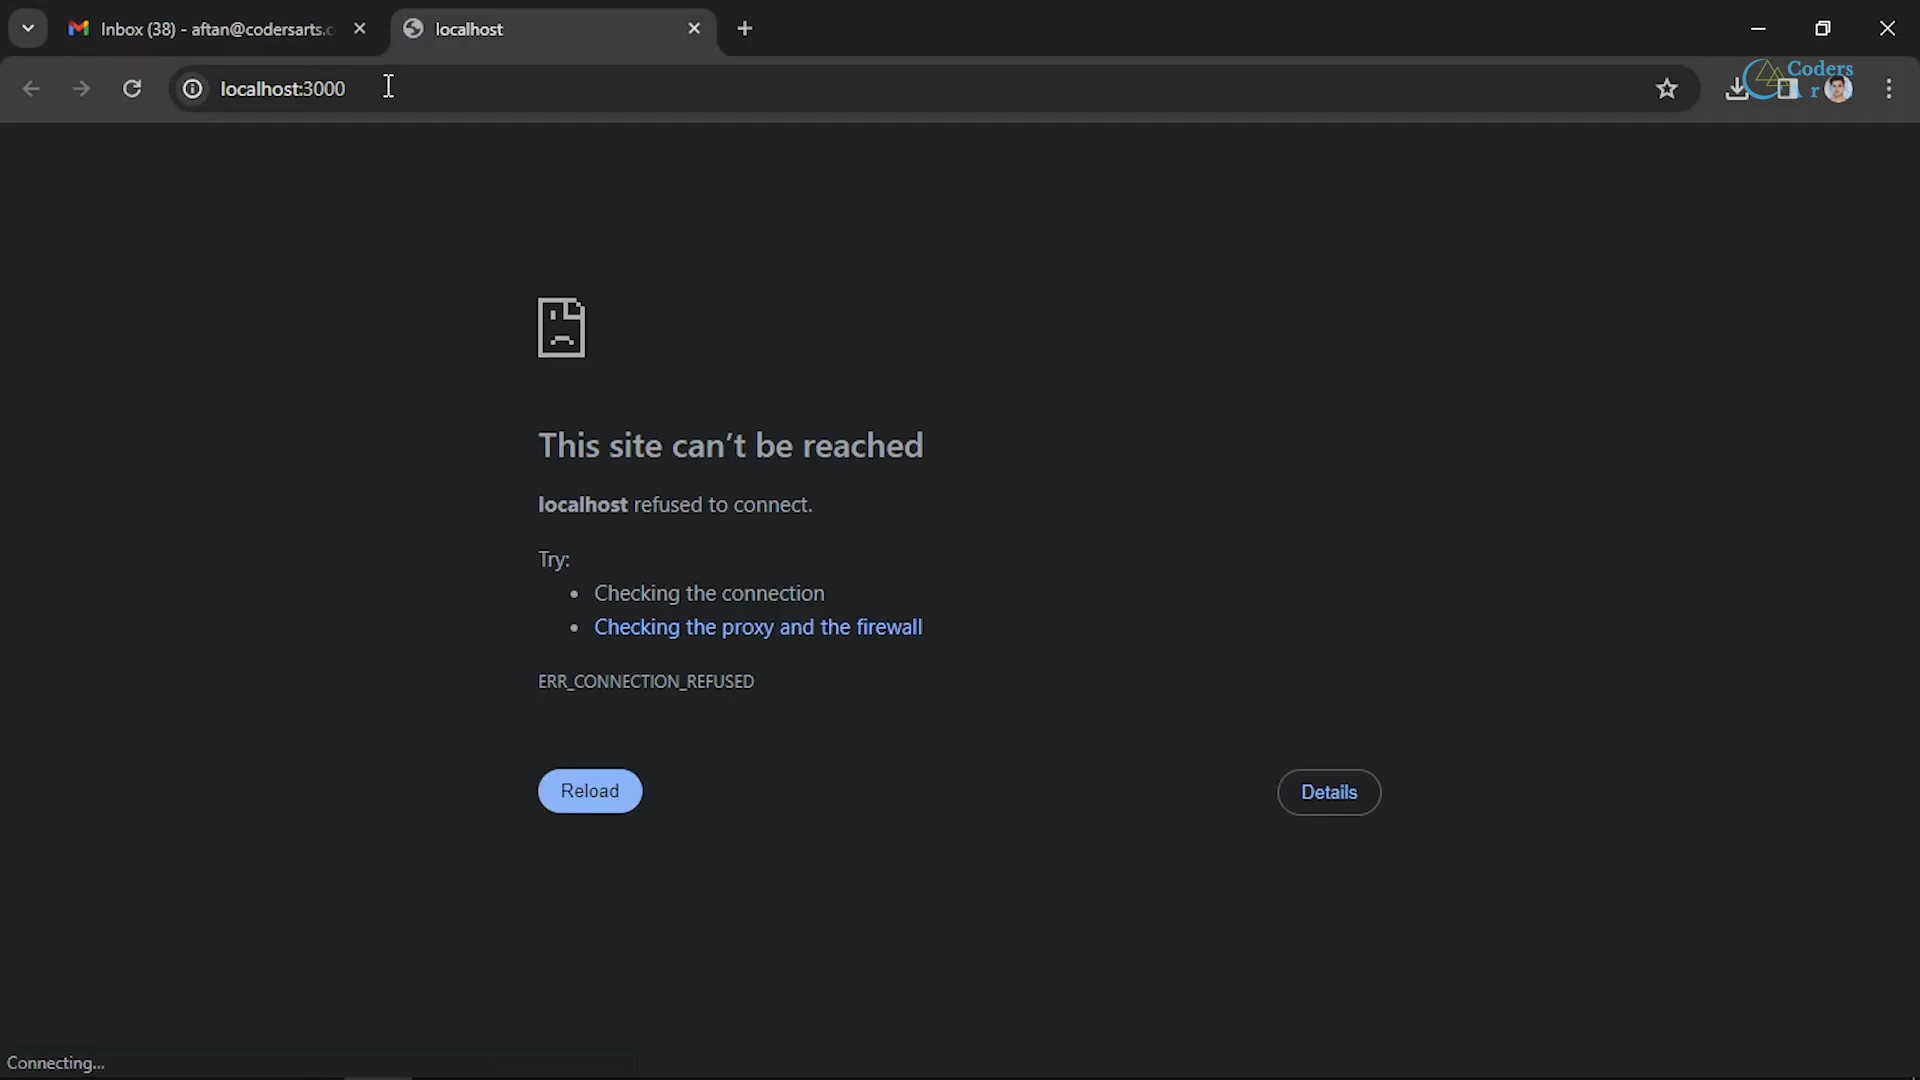 Inbox (38) - aftan@codersarts.c
localhost
localhost:3000
Coders
Ar
This site can’t be reached
localhost refused to connect.
Try:
Checking the connection
Checking the proxy and the firewall
ERR_CONNECTION_REFUSED
Reload
Details
Connecting...